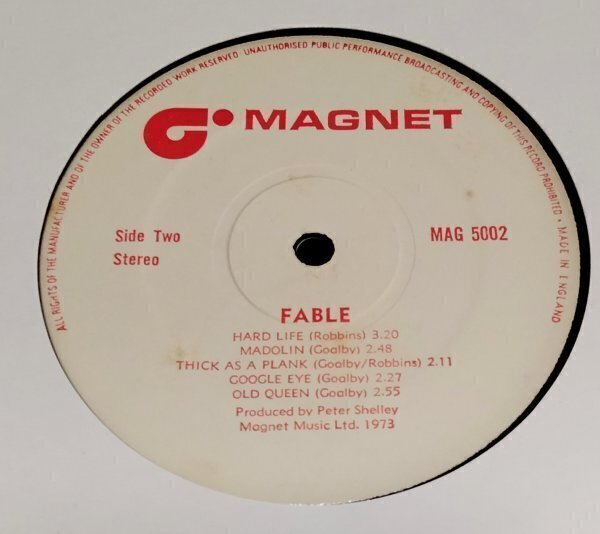 ALL RIGHTS OF THE MANUFACTURER AND OF THE OWNER OF THE RECORDED WORK RESERVED · UNAUTHORISED PUBLIC PERFORMANCE BROADCASTING AND COPYING OF THIS RECORD PROHIBITED · MADE IN ENGLAND
MAGNET
Side Two
Stereo
MAG 5002
FABLE
HARD LIFE (Robbins) 3.20
MADOLIN (Goalby) 2.48
THICK AS A PLANK (Goalby/Robbins) 2.11
GOOGLE EYE (Goalby) 2.27
OLD QUEEN (Goalby) 2.55
Produced by Peter Shelley
Magnet Music Ltd. 1973